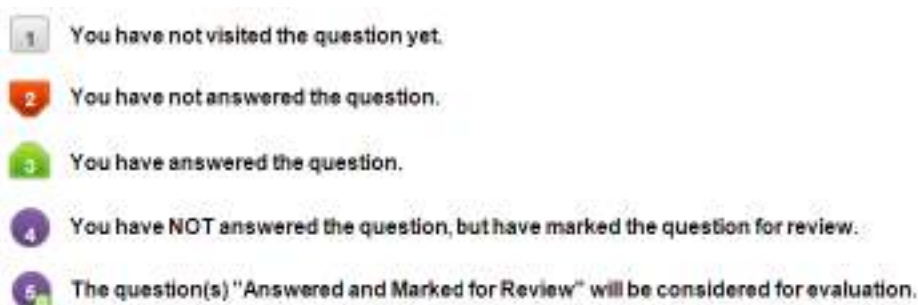 1 You have not visited the question yet.
2 You have not answered the question.
3 You have answered the question.
4 You have NOT answered the question, but have marked the question for review.
5 The question(s) "Answered and Marked for Review" will be considered for evaluation.